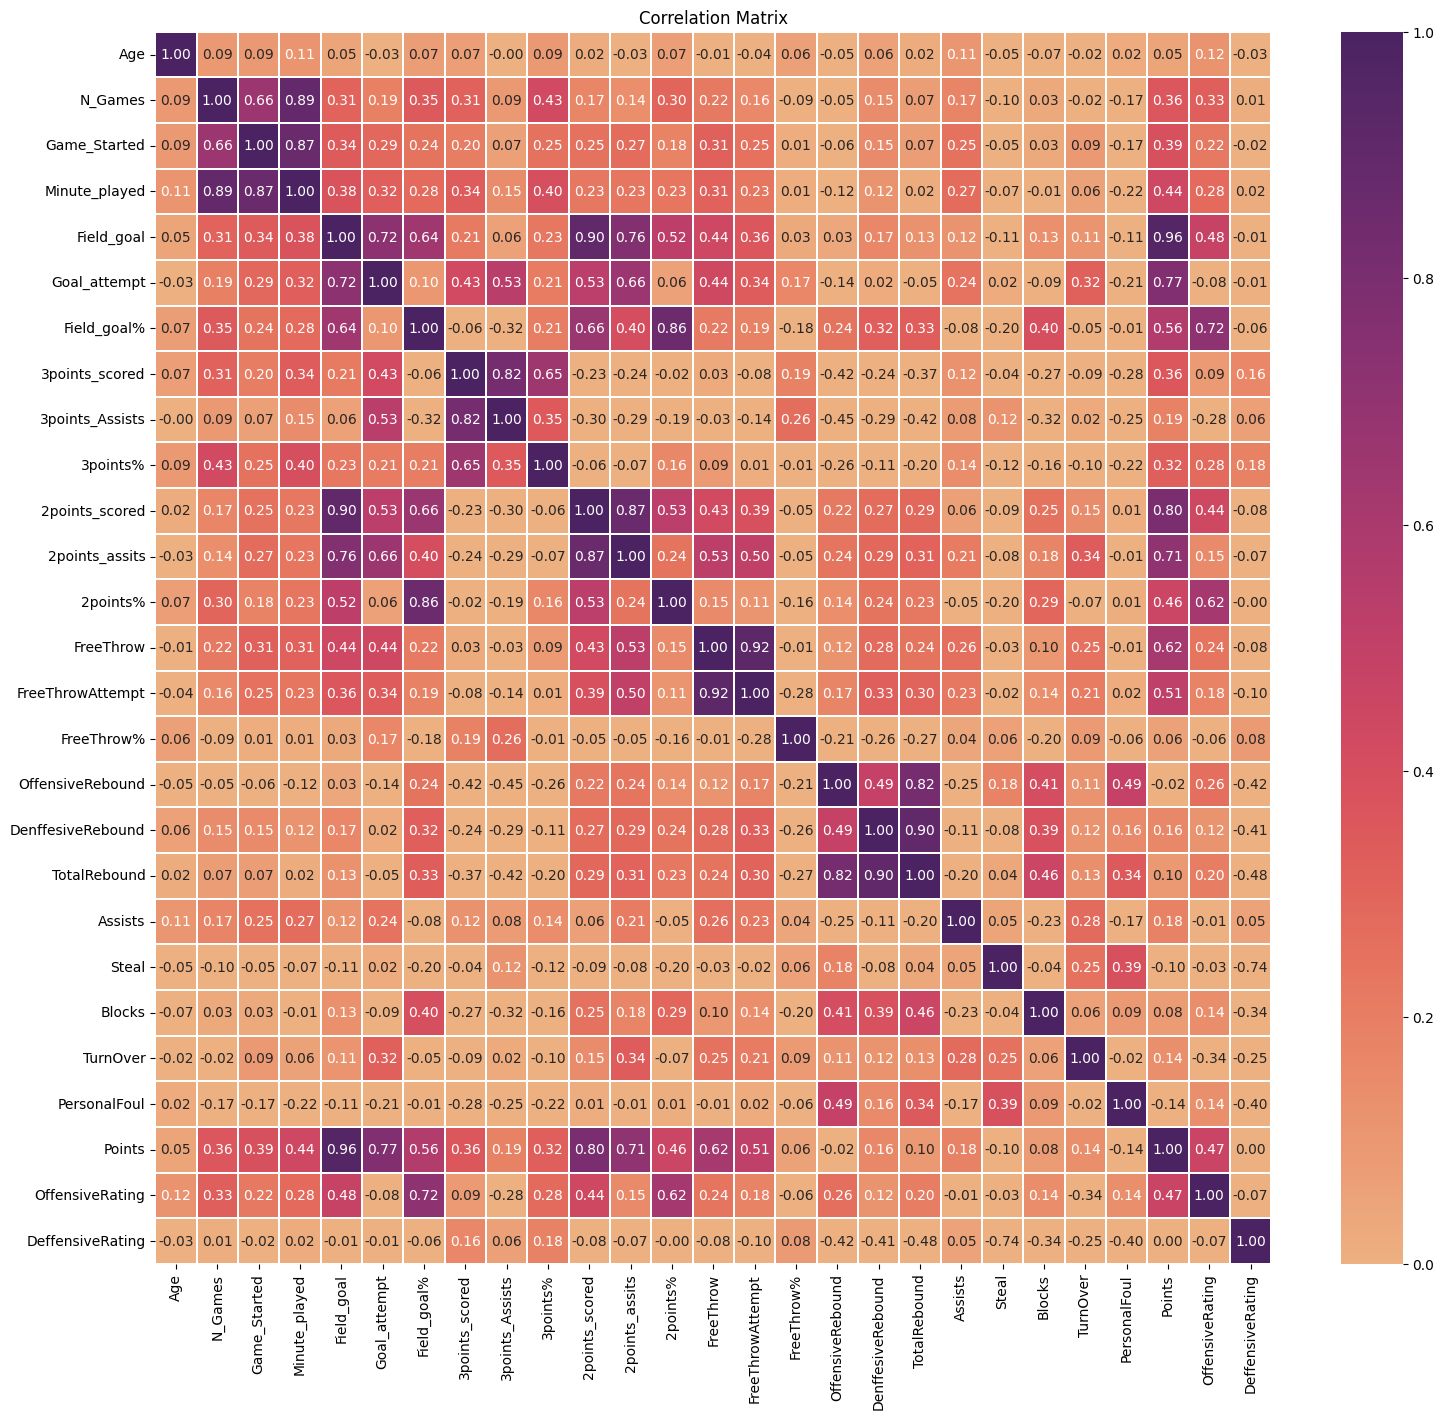 Correlation Matrix
Age 1.00 0.09 0.09 0.11 0.05 -0.03 0.07 0.07 -0.00 0.09 0.02 -0.03 0.07 -0.01 -0.04 0.06 -0.05 0.06 0.02 0.11 -0.05 -0.07 -0.02 0.02 0.05 0.12 -0.03
N_Games 0.09 1.00 0.66 0.89 0.31 0.19 0.35 0.31 0.09 0.43 0.17 0.14 0.30 0.22 0.16 -0.09 -0.05 0.15 0.07 0.17 -0.10 0.03 -0.02 -0.17 0.36 0.33 0.01
Game_Started 0.09 0.66 1.00 0.87 0.34 0.29 0.24 0.20 0.07 0.25 0.25 0.27 0.18 0.31 0.25 0.01 -0.06 0.15 0.07 0.25 -0.05 0.03 0.09 -0.17 0.39 0.22 -0.02
Minute_played 0.11 0.89 0.87 1.00 0.38 0.32 0.28 0.34 0.15 0.40 0.23 0.23 0.23 0.31 0.23 0.01 -0.12 0.12 0.02 0.27 -0.07 -0.01 0.06 -0.22 0.44 0.28 0.02
Field_goal 0.05 0.31 0.34 0.38 1.00 0.72 0.64 0.21 0.06 0.23 0.90 0.76 0.52 0.44 0.36 0.03 0.03 0.17 0.13 0.12 -0.11 0.13 0.11 -0.11 0.96 0.48 -0.01
Goal_attempt -0.03 0.19 0.29 0.32 0.72 1.00 0.10 0.43 0.53 0.21 0.53 0.66 0.06 0.44 0.34 0.17 -0.14 0.02 -0.05 0.24 0.02 -0.09 0.32 -0.21 0.77 -0.08 -0.01
Field_goal% 0.07 0.35 0.24 0.28 0.64 0.10 1.00 -0.06 -0.32 0.21 0.66 0.40 0.86 0.22 0.19 -0.18 0.24 0.32 0.33 -0.08 -0.20 0.40 -0.05 -0.01 0.56 0.72 -0.06
3points_scored 0.07 0.31 0.20 0.34 0.21 0.43 -0.06 1.00 0.82 0.65 -0.23 -0.24 -0.02 0.03 -0.08 0.19 -0.42 -0.24 -0.37 0.12 -0.04 -0.27 -0.09 -0.28 0.36 0.09 0.16
3points_Assists -0.00 0.09 0.07 0.15 0.06 0.53 -0.32 0.82 1.00 0.35 -0.30 -0.29 -0.19 -0.03 -0.14 0.26 -0.45 -0.29 -0.42 0.08 0.12 -0.32 0.02 -0.25 0.19 -0.28 0.06
3points% 0.09 0.43 0.25 0.40 0.23 0.21 0.21 0.65 0.35 1.00 -0.06 -0.07 0.16 0.09 0.01 -0.01 -0.26 -0.11 -0.20 0.14 -0.12 -0.16 -0.10 -0.22 0.32 0.28 0.18
2points_scored 0.02 0.17 0.25 0.23 0.90 0.53 0.66 -0.23 -0.30 -0.06 1.00 0.87 0.53 0.43 0.39 -0.05 0.22 0.27 0.29 0.06 -0.09 0.25 0.15 0.01 0.80 0.44 -0.08
2points_assits -0.03 0.14 0.27 0.23 0.76 0.66 0.40 -0.24 -0.29 -0.07 0.87 1.00 0.24 0.53 0.50 -0.05 0.24 0.29 0.31 0.21 -0.08 0.18 0.34 -0.01 0.71 0.15 -0.07
2points% 0.07 0.30 0.18 0.23 0.52 0.06 0.86 -0.02 -0.19 0.16 0.53 0.24 1.00 0.15 0.11 -0.16 0.14 0.24 0.23 -0.05 -0.20 0.29 -0.07 0.01 0.46 0.62 -0.00
FreeThrow -0.01 0.22 0.31 0.31 0.44 0.44 0.22 0.03 -0.03 0.09 0.43 0.53 0.15 1.00 0.92 -0.01 0.12 0.28 0.24 0.26 -0.03 0.10 0.25 -0.01 0.62 0.24 -0.08
FreeThrowAttempt -0.04 0.16 0.25 0.23 0.36 0.34 0.19 -0.08 -0.14 0.01 0.39 0.50 0.11 0.92 1.00 -0.28 0.17 0.33 0.30 0.23 -0.02 0.14 0.21 0.02 0.51 0.18 -0.10
FreeThrow% 0.06 -0.09 0.01 0.01 0.03 0.17 -0.18 0.19 0.26 -0.01 -0.05 -0.05 -0.16 -0.01 -0.28 1.00 -0.21 -0.26 -0.27 0.04 0.06 -0.20 0.09 -0.06 0.06 -0.06 0.08
OffensiveRebound -0.05 -0.05 -0.06 -0.12 0.03 -0.14 0.24 -0.42 -0.45 -0.26 0.22 0.24 0.14 0.12 0.17 -0.21 1.00 0.49 0.82 -0.25 0.18 0.41 0.11 0.49 -0.02 0.26 -0.42
DenffesiveRebound 0.06 0.15 0.15 0.12 0.17 0.02 0.32 -0.24 -0.29 -0.11 0.27 0.29 0.24 0.28 0.33 -0.26 0.49 1.00 0.90 -0.11 -0.08 0.39 0.12 0.16 0.16 0.12 -0.41
TotalRebound 0.02 0.07 0.07 0.02 0.13 -0.05 0.33 -0.37 -0.42 -0.20 0.29 0.31 0.23 0.24 0.30 -0.27 0.82 0.90 1.00 -0.20 0.04 0.46 0.13 0.34 0.10 0.20 -0.48
Assists 0.11 0.17 0.25 0.27 0.12 0.24 -0.08 0.12 0.08 0.14 0.06 0.21 -0.05 0.26 0.23 0.04 -0.25 -0.11 -0.20 1.00 0.05 -0.23 0.28 -0.17 0.18 -0.01 0.05
Steal -0.05 -0.10 -0.05 -0.07 -0.11 0.02 -0.20 -0.04 0.12 -0.12 -0.09 -0.08 -0.20 -0.03 -0.02 0.06 0.18 -0.08 0.04 0.05 1.00 -0.04 0.25 0.39 -0.10 -0.03 -0.74
Blocks -0.07 0.03 0.03 -0.01 0.13 -0.09 0.40 -0.27 -0.32 -0.16 0.25 0.18 0.29 0.10 0.14 -0.20 0.41 0.39 0.46 -0.23 -0.04 1.00 0.06 0.09 0.08 0.14 -0.34
TurnOver -0.02 -0.02 0.09 0.06 0.11 0.32 -0.05 -0.09 0.02 -0.10 0.15 0.34 -0.07 0.25 0.21 0.09 0.11 0.12 0.13 0.28 0.25 0.06 1.00 -0.02 0.14 -0.34 -0.25
PersonalFoul 0.02 -0.17 -0.17 -0.22 -0.11 -0.21 -0.01 -0.28 -0.25 -0.22 0.01 -0.01 0.01 -0.01 0.02 -0.06 0.49 0.16 0.34 -0.17 0.39 0.09 -0.02 1.00 -0.14 0.14 -0.40
Points 0.05 0.36 0.39 0.44 0.96 0.77 0.56 0.36 0.19 0.32 0.80 0.71 0.46 0.62 0.51 0.06 -0.02 0.16 0.10 0.18 -0.10 0.08 0.14 -0.14 1.00 0.47 0.00
OffensiveRating 0.12 0.33 0.22 0.28 0.48 -0.08 0.72 0.09 -0.28 0.28 0.44 0.15 0.62 0.24 0.18 -0.06 0.26 0.12 0.20 -0.01 -0.03 0.14 -0.34 0.14 0.47 1.00 -0.07
DeffensiveRating -0.03 0.01 -0.02 0.02 -0.01 -0.01 -0.06 0.16 0.06 0.18 -0.08 -0.07 -0.00 -0.08 -0.10 0.08 -0.42 -0.41 -0.48 0.05 -0.74 -0.34 -0.25 -0.40 0.00 -0.07 1.00
Age
N_Games
Game_Started
Minute_played
Field_goal
Goal_attempt
Field_goal%
3points_scored
3points_Assists
3points%
2points_scored
2points_assits
2points%
FreeThrow
FreeThrowAttempt
FreeThrow%
OffensiveRebound
DenffesiveRebound
TotalRebound
Assists
Steal
Blocks
TurnOver
PersonalFoul
Points
OffensiveRating
DeffensiveRating
1.0
0.8
0.6
0.4
0.2
0.0